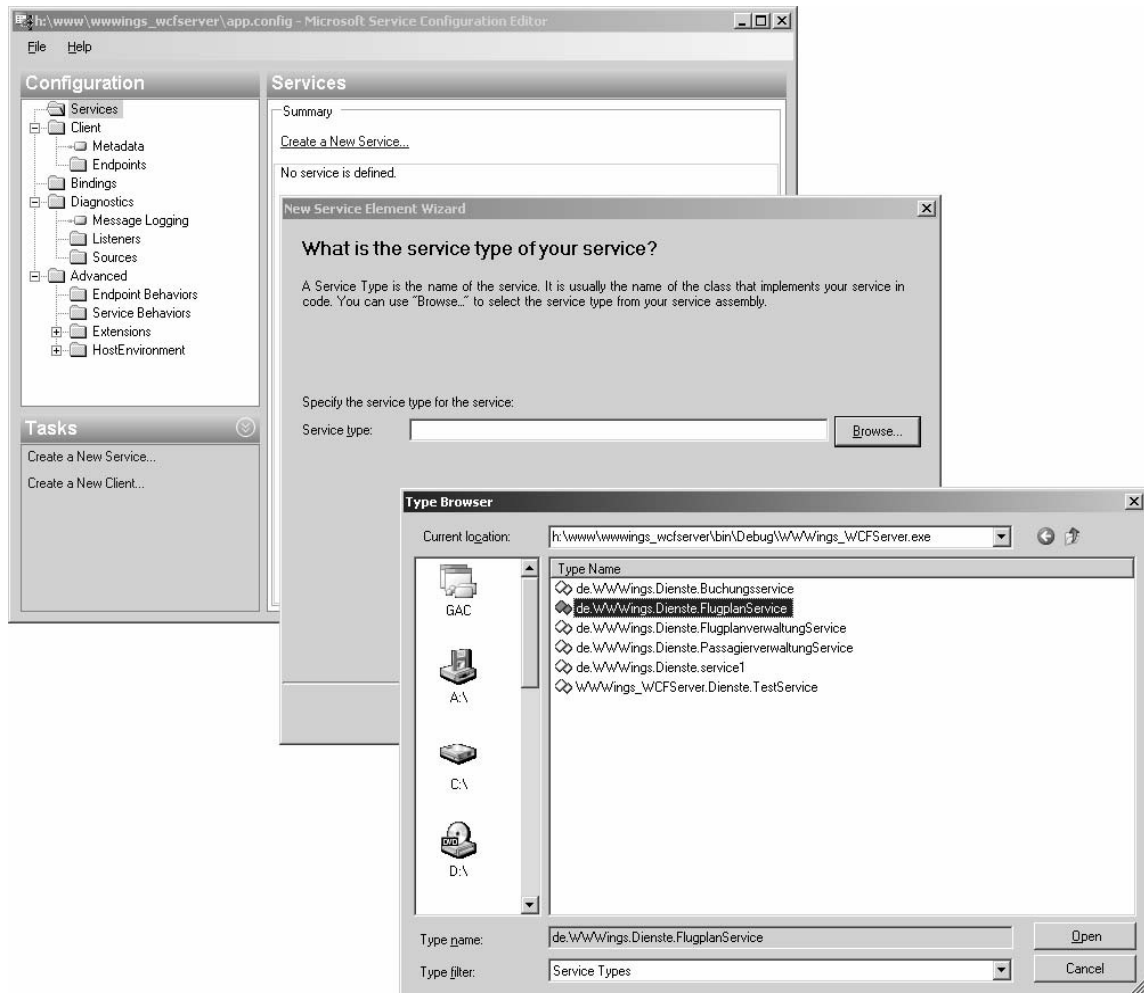 h:\www\wwwings_wcfserver\app.config - Microsoft Service Configuration Editor
File Help
Configuration
Services
Client
Metadata
Endpoints
Bindings
Diagnostics
Message Logging
Listeners
Sources
Advanced
Endpoint Behaviors
Service Behaviors
Extensions
HostEnvironment
Tasks
Create a New Service...
Create a New Client...
Services
Summary
Create a New Service...
No service is defined.
New Service Element Wizard
What is the service type of your service?
A Service Type is the name of the service. It is usually the name of the class that implements your service in
code. You can use "Browse..." to select the service type from your service assembly.
Specify the service type for the service:
Service type: Browse...
Type Browser
Current location: h:\www\wwwings_wcfserver\bin\Debug\WWWings_WCFServer.exe
GAC
A:\
C:\
DVD
D:\
Type Name
de.WWWings.Dienste.Buchungsservice
de.WWWings.Dienste.FlugplanService
de.WWWings.Dienste.FlugplanverwaltungService
de.WWWings.Dienste.PassagierverwaltungService
de.WWWings.Dienste.service1
WWWings_WCFServer.Dienste.TestService
Type name: de.WWWings.Dienste.FlugplanService Open
Type filter: Service Types Cancel